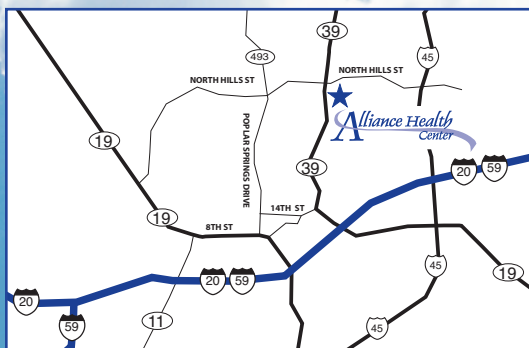 39
493
45
NORTH HILLS ST
NORTH HILLS ST
Alliance Health
Center
POPLAR SPRINGS DRIVE
19
39
20
59
14TH ST
19
8TH ST
45
19
20
59
20
59
11
45